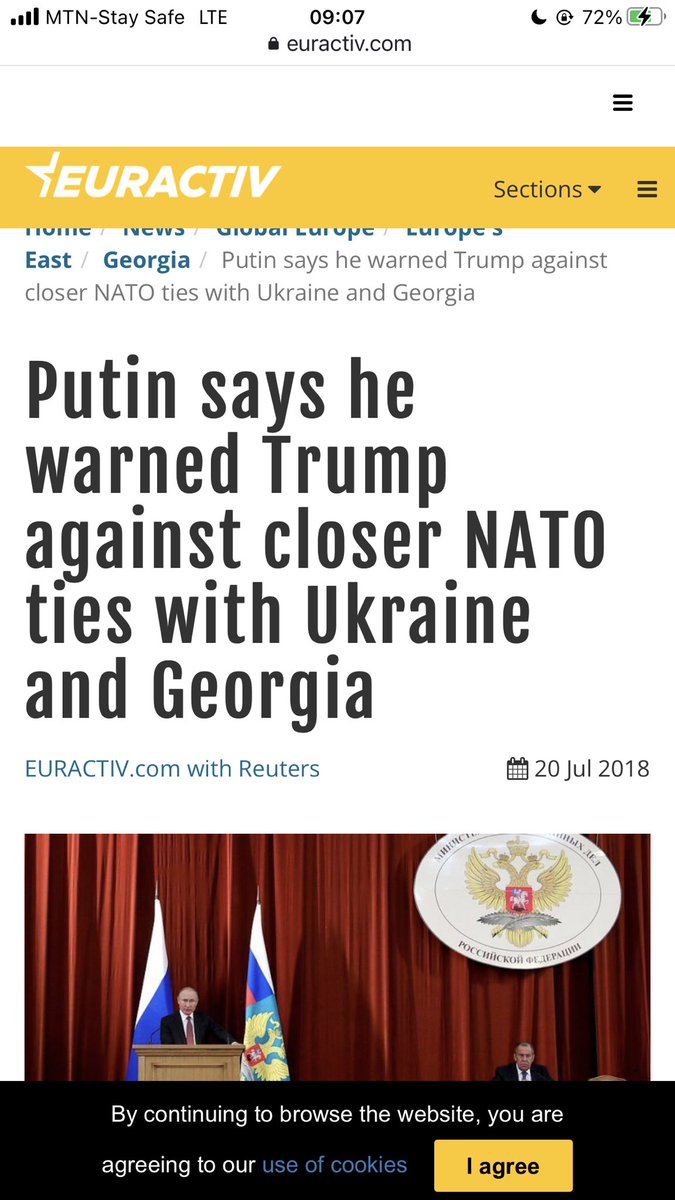 MTN-Stay Safe LTE 09:07 72%
euractiv.com
EURACTIV Sections
Home / News / Global Europe / Europe's
East / Georgia / Putin says he warned Trump against
closer NATO ties with Ukraine and Georgia
Putin says he
warned Trump
against closer NATO
ties with Ukraine
and Georgia
EURACTIV.com with Reuters 20 Jul 2018
РОССИЙСКОЙ ФЕДЕРАЦИИ
By continuing to browse the website, you are
agreeing to our use of cookies I agree